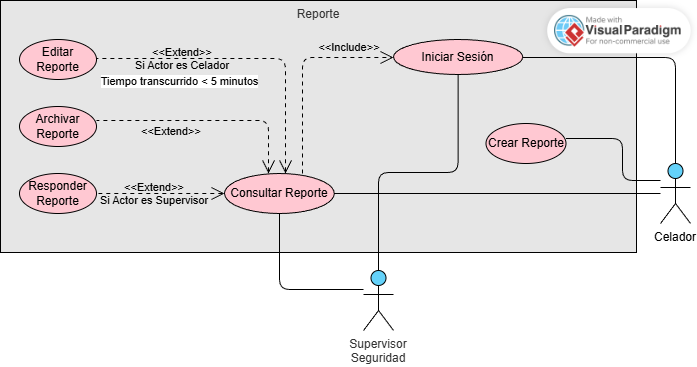 Reporte
Made with
VisualParadigm
For non-commercial use
Editar
Reporte
<<Extend>>
Si Actor es Celador
Tiempo transcurrido < 5 minutos
<<Include>>
Iniciar Sesión
Archivar
Reporte
<<Extend>>
Crear Reporte
Responder
Reporte
<<Extend>>
Si Actor es Supervisor
Consultar Reporte
Celador
Supervisor
Seguridad